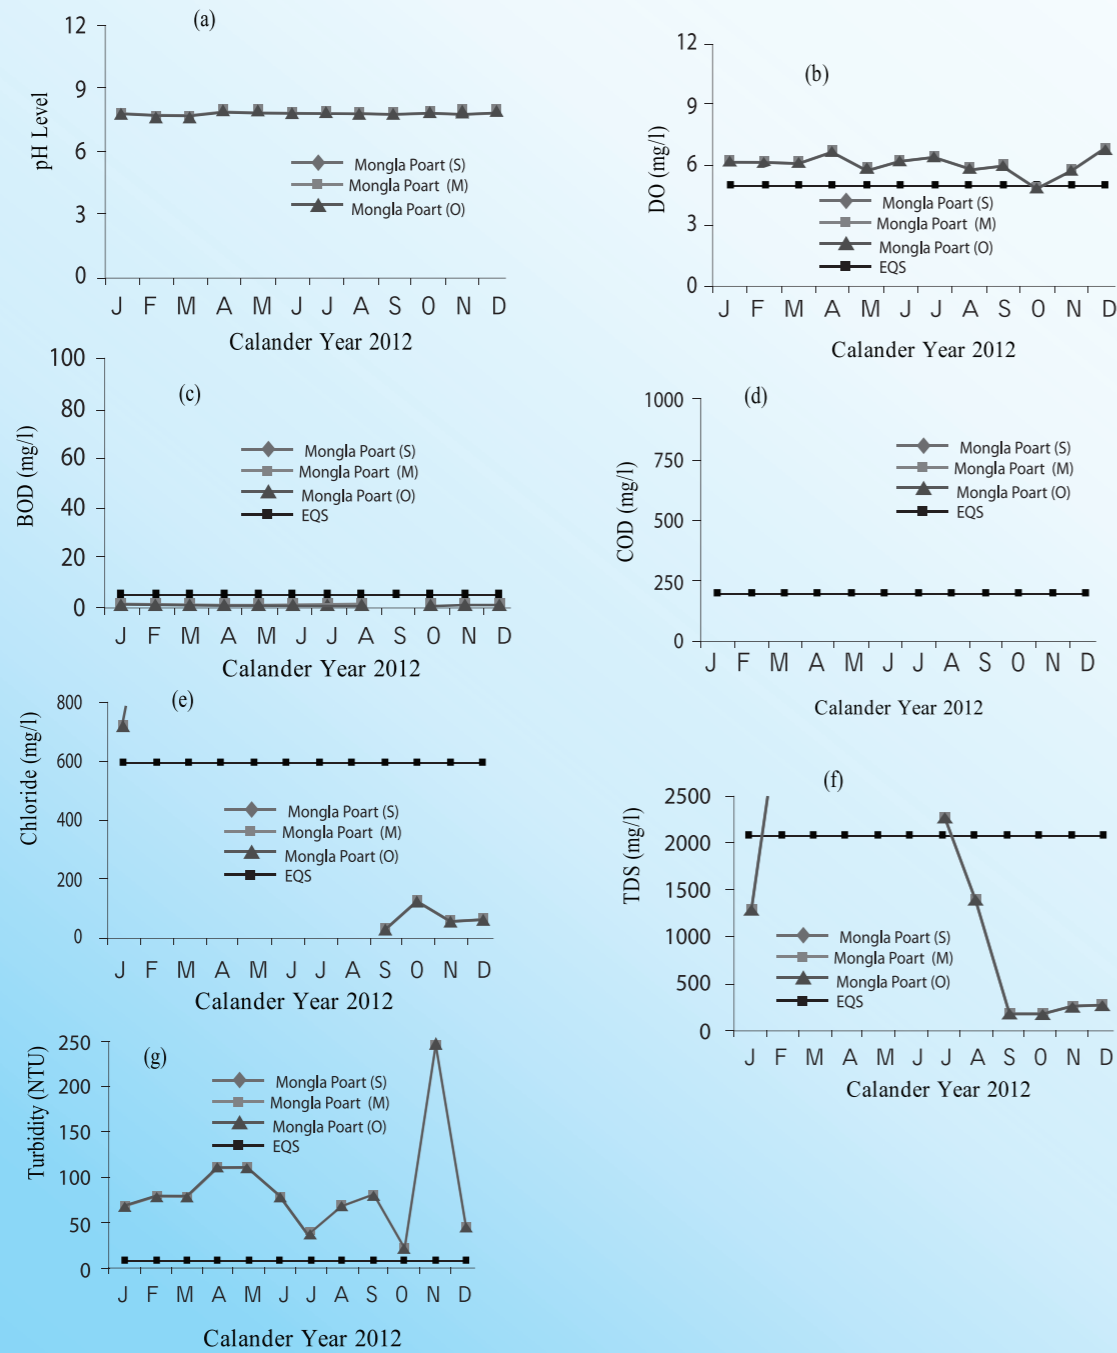 (a)
12
9
6
3
0
pH Level
Mongla Poart (S)
Mongla Poart (M)
Mongla Poart (O)
J F M A M J J A S O N D
Calander Year 2012
(b)
12
9
6
3
0
DO (mg/l)
Mongla Poart (S)
Mongla Poart (M)
Mongla Poart (O)
EQS
J F M A M J J A S O N D
Calander Year 2012
(c)
100
80
60
40
20
0
BOD (mg/l)
Mongla Poart (S)
Mongla Poart (M)
Mongla Poart (O)
EQS
J F M A M J J A S O N D
Calander Year 2012
(d)
1000
750
500
250
0
COD (mg/l)
Mongla Poart (S)
Mongla Poart (M)
Mongla Poart (O)
EQS
J F M A M J J A S O N D
Calander Year 2012
(e)
800
600
400
200
0
Chloride (mg/l)
Mongla Poart (S)
Mongla Poart (M)
Mongla Poart (O)
EQS
J F M A M J J A S O N D
Calander Year 2012
(f)
2500
2000
1500
1000
500
0
TDS (mg/l)
Mongla Poart (S)
Mongla Poart (M)
Mongla Poart (O)
EQS
J F M A M J J A S O N D
Calander Year 2012
(g)
250
200
150
100
50
0
Turbidity (NTU)
Mongla Poart (S)
Mongla Poart (M)
Mongla Poart (O)
EQS
J F M A M J J A S O N D
Calander Year 2012